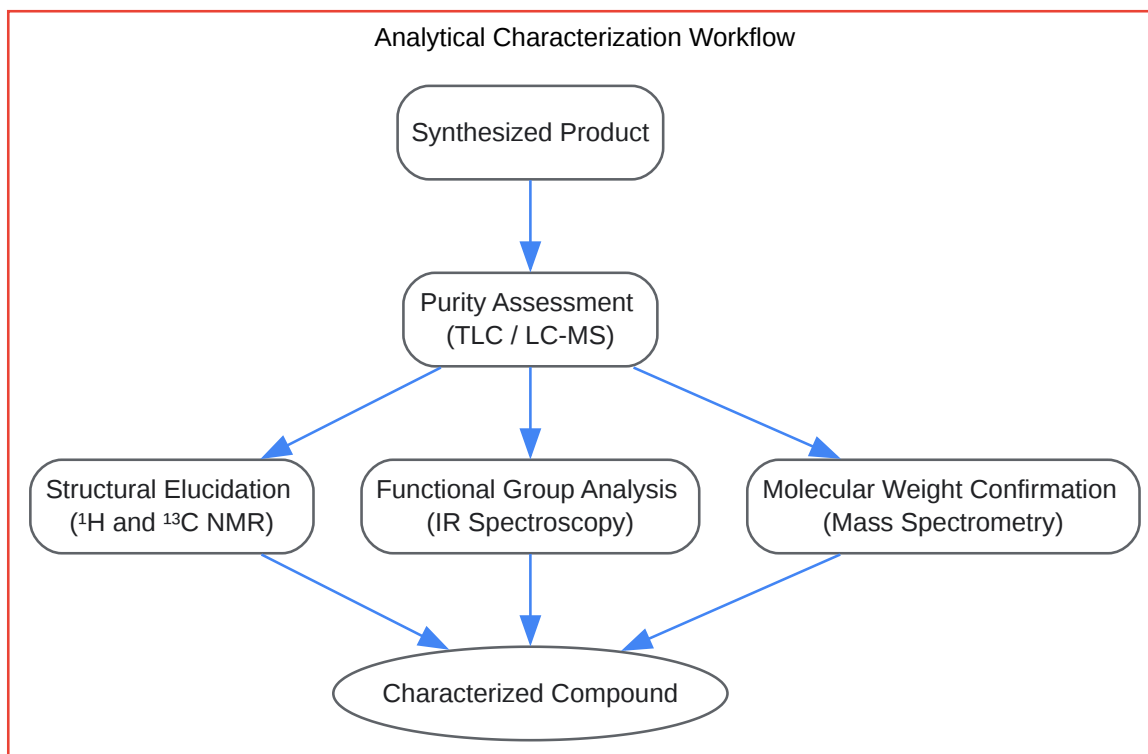 Analytical Characterization Workflow
Synthesized Product
Purity Assessment
(TLC / LC-MS)
Structural Elucidation
(¹H and ¹³C NMR)
Functional Group Analysis
(IR Spectroscopy)
Molecular Weight Confirmation
(Mass Spectrometry)
Characterized Compound